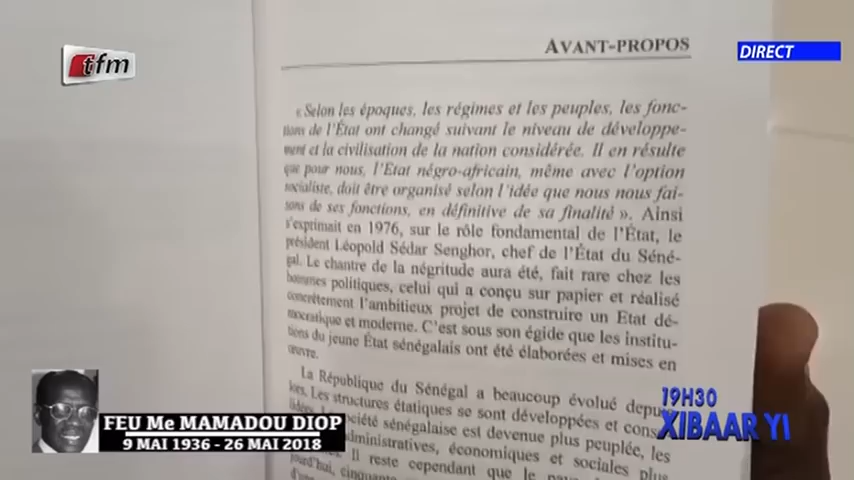 AVANT-PROPOS
DIRECT
tfm
« Selon les époques, les régimes et les peuples, les fonc-
tions de l'État ont changé suivant le niveau de développe-
ment et la civilisation de la nation considérée. Il en résulte
que pour nous, l'Etat négro-africain, même avec l'option
socialiste, doit être organisé selon l'idée que nous nous fai-
sons de ses fonctions, en définitive de sa finalité ». Ainsi
s'exprimait en 1976, sur le rôle fondamental de l'État, le
président Léopold Sédar Senghor, chef de l'État du Séné-
gal. Le chantre de la négritude aura été, fait rare chez les
hommes politiques, celui qui a conçu sur papier et réalisé
concrètement l'ambitieux projet de construire un Etat dé-
mocratique et moderne. C'est sous son égide que les institu-
tions du jeune État sénégalais ont été élaborées et mises en
œuvre.
La République du Sénégal a beaucoup évolué depuis
lors. Les structures étatiques se sont développées et
société sénégalaise est devenue plus peuplée, les
administratives, économiques et sociales plus
Il reste cependant que le
cinquante
19H30
XIBAAR YI
FEU Me MAMADOU DIOP
9 MAI 1936 - 26 MAI 2018